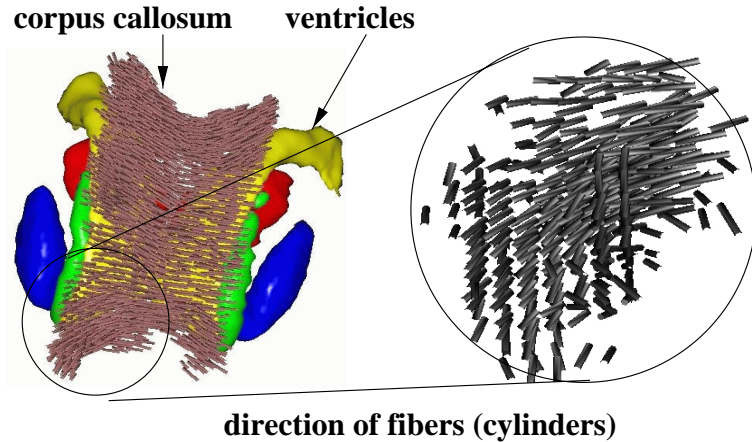 corpus callosum
ventricles
direction of fibers (cylinders)